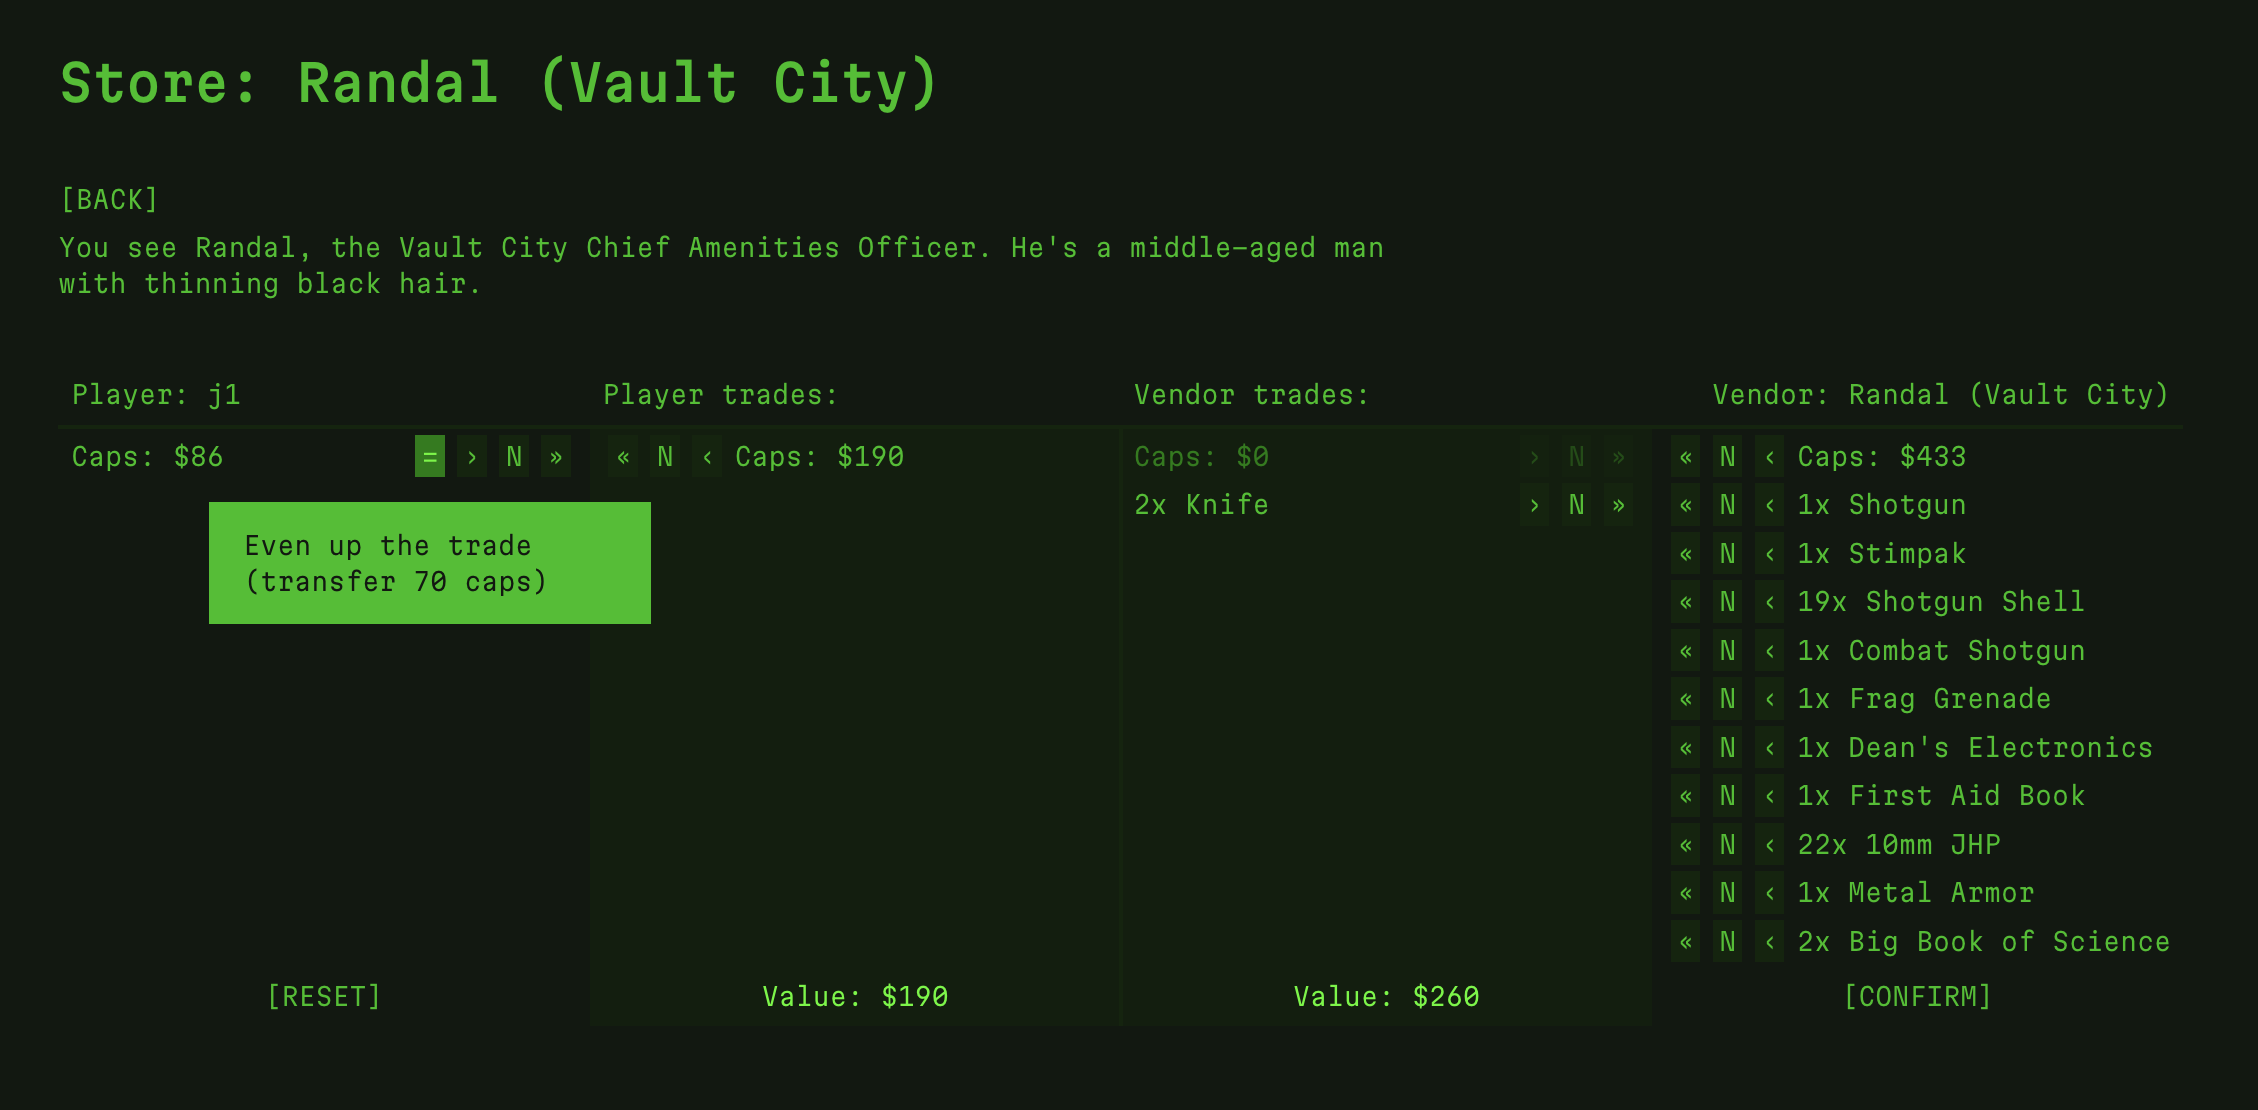 Store: Randal (Vault City)
[BACK]
You see Randal, the Vault City Chief Amenities Officer. He's a middle-aged man
with thinning black hair.
Player: j1 Player trades: Vendor trades: Vendor: Randal (Vault City)
Caps: $86 = › N » « N ‹ Caps: $190 Caps: $0 › N » « N ‹ Caps: $433
2x Knife › N » « N ‹ 1x Shotgun
Even up the trade
(transfer 70 caps)
« N ‹ 1x Stimpak
« N ‹ 19x Shotgun Shell
« N ‹ 1x Combat Shotgun
« N ‹ 1x Frag Grenade
« N ‹ 1x Dean's Electronics
« N ‹ 1x First Aid Book
« N ‹ 22x 10mm JHP
« N ‹ 1x Metal Armor
« N ‹ 2x Big Book of Science
[RESET] Value: $190 Value: $260 [CONFIRM]